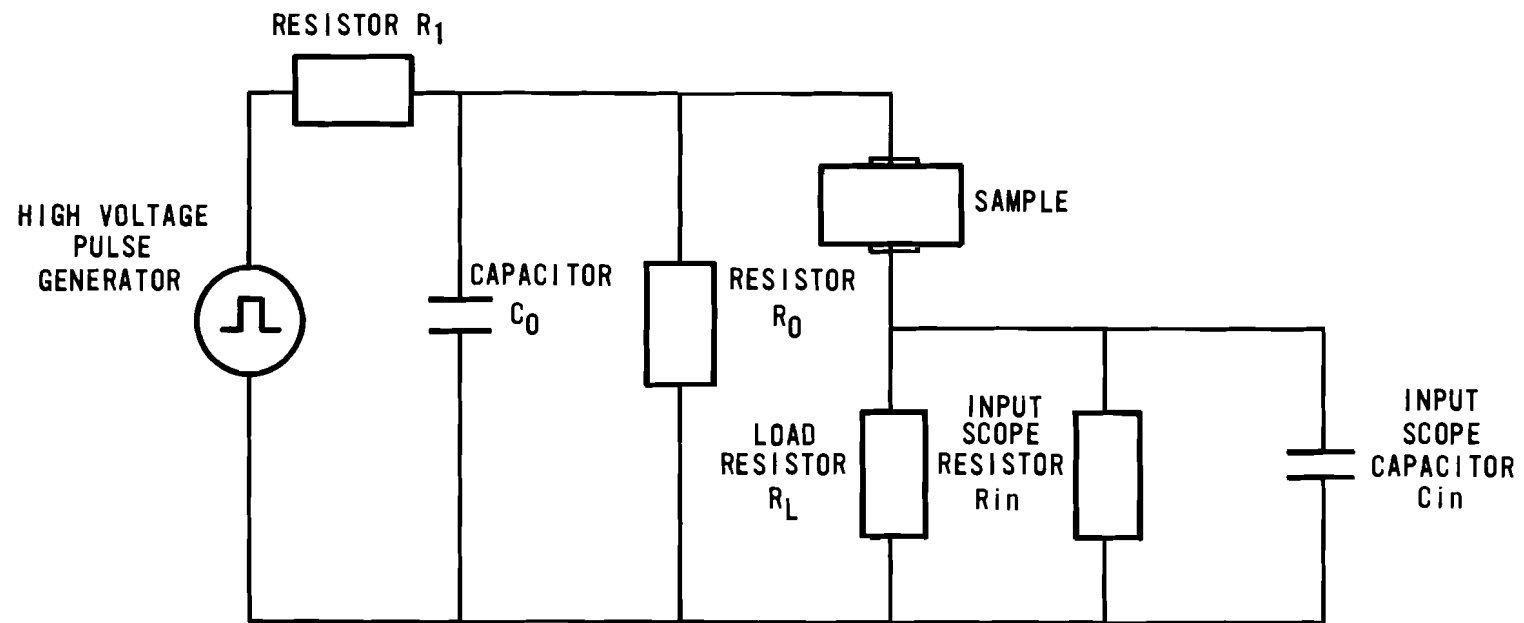 RESISTOR R1
HIGH VOLTAGE
PULSE
GENERATOR
CAPACITOR
C0
RESISTOR
R0
SAMPLE
LOAD
RESISTOR
RL
INPUT
SCOPE
RESISTOR
Rin
INPUT
SCOPE
CAPACITOR
Cin